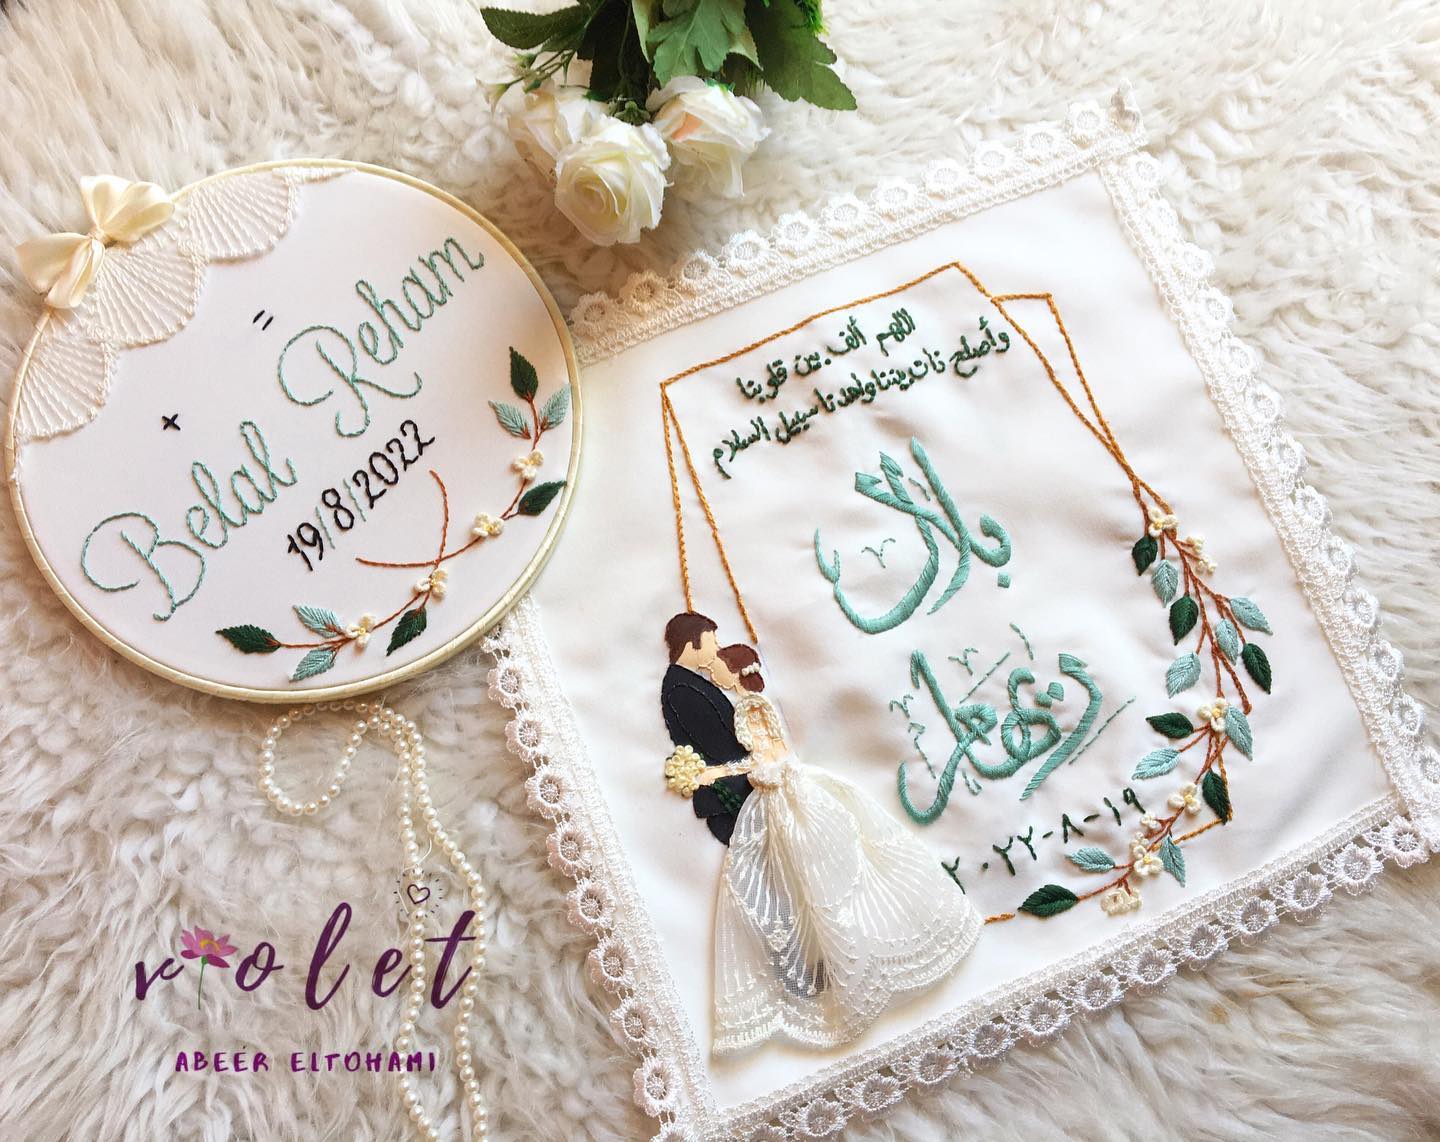 Belal + Reham =
19/8/2022
اللهم ألف بين قلوبنا
وأصلح ذات بيننا واهدنا سبيل السلام
بلال
ريهام
٢٠٢٢-٨-١٩
violet
ABEER ELTOHAMI